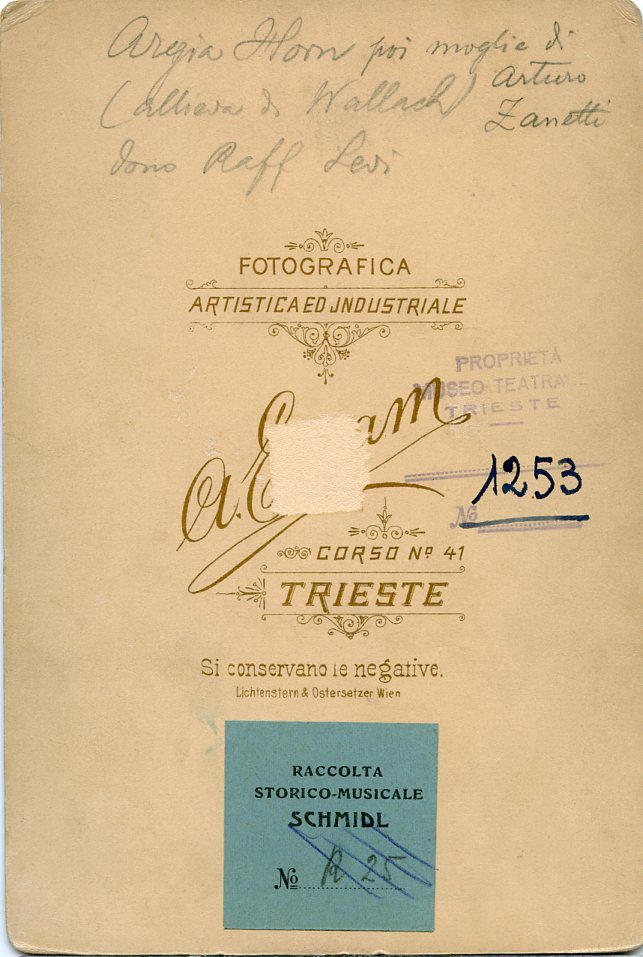 Argia Horn poi moglie di
(allieva di Wallach) Arturo
Zanetti
dono Raff Levi
FOTOGRAFICA
ARTISTICA ED INDUSTRIALE
PROPRIETÀ
MUSEO TEATRALE
TRIESTE
A.
1253
No
CORSO No 41
TRIESTE
Si conservano le negative.
Lichtenstern & Ostersetzer Wien
RACCOLTA
STORICO-MUSICALE
SCHMIDL
No R 25